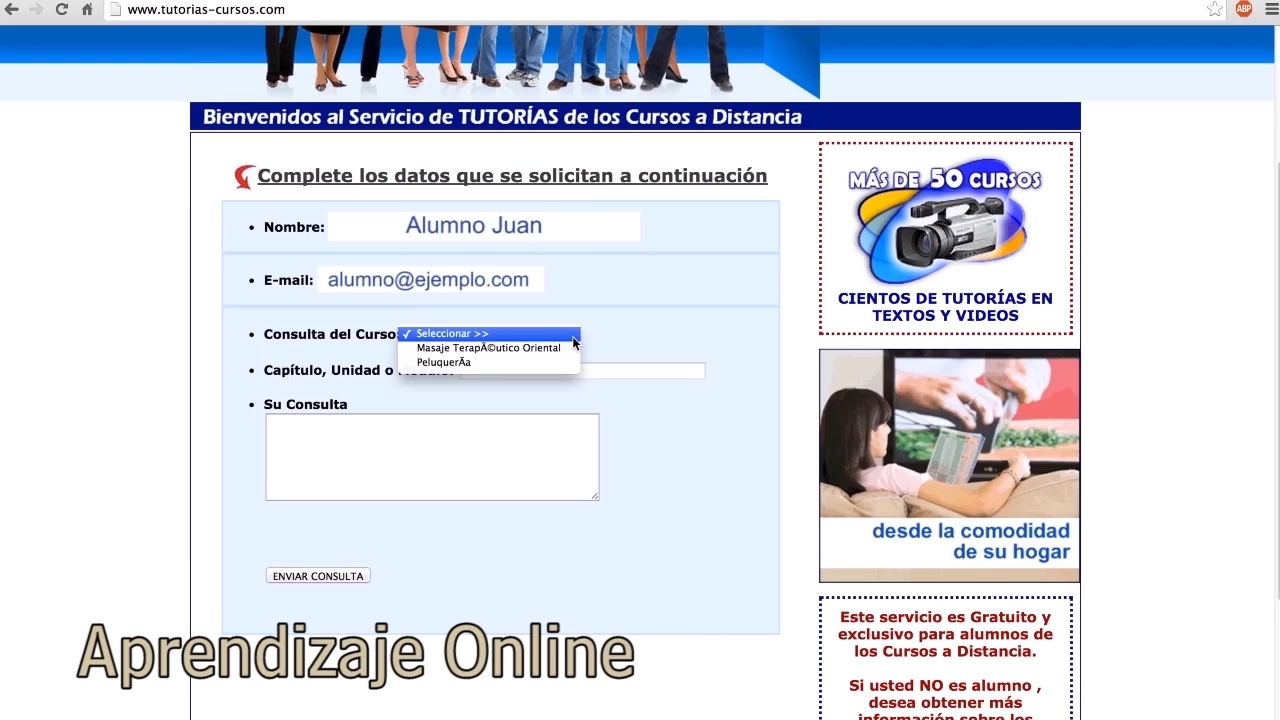 www.tutorias-cursos.com
ABP
Bienvenidos al Servicio de TUTORÍAS de los Cursos a Distancia
Complete los datos que se solicitan a continuación
Nombre: Alumno Juan
E-mail: alumno@ejemplo.com
Consulta del Curso: ✓ Seleccionar >>
Masaje TerapÃ©utico Oriental
PeluquerÃ­a
Capítulo, Unidad o
Su Consulta
ENVIAR CONSULTA
MÁS DE 50 CURSOS
CIENTOS DE TUTORÍAS EN
TEXTOS Y VIDEOS
desde la comodidad
de su hogar
Este servicio es Gratuito y
exclusivo para alumnos de
los Cursos a Distancia.
Si usted NO es alumno ,
desea obtener más
información sobre los
Aprendizaje Online